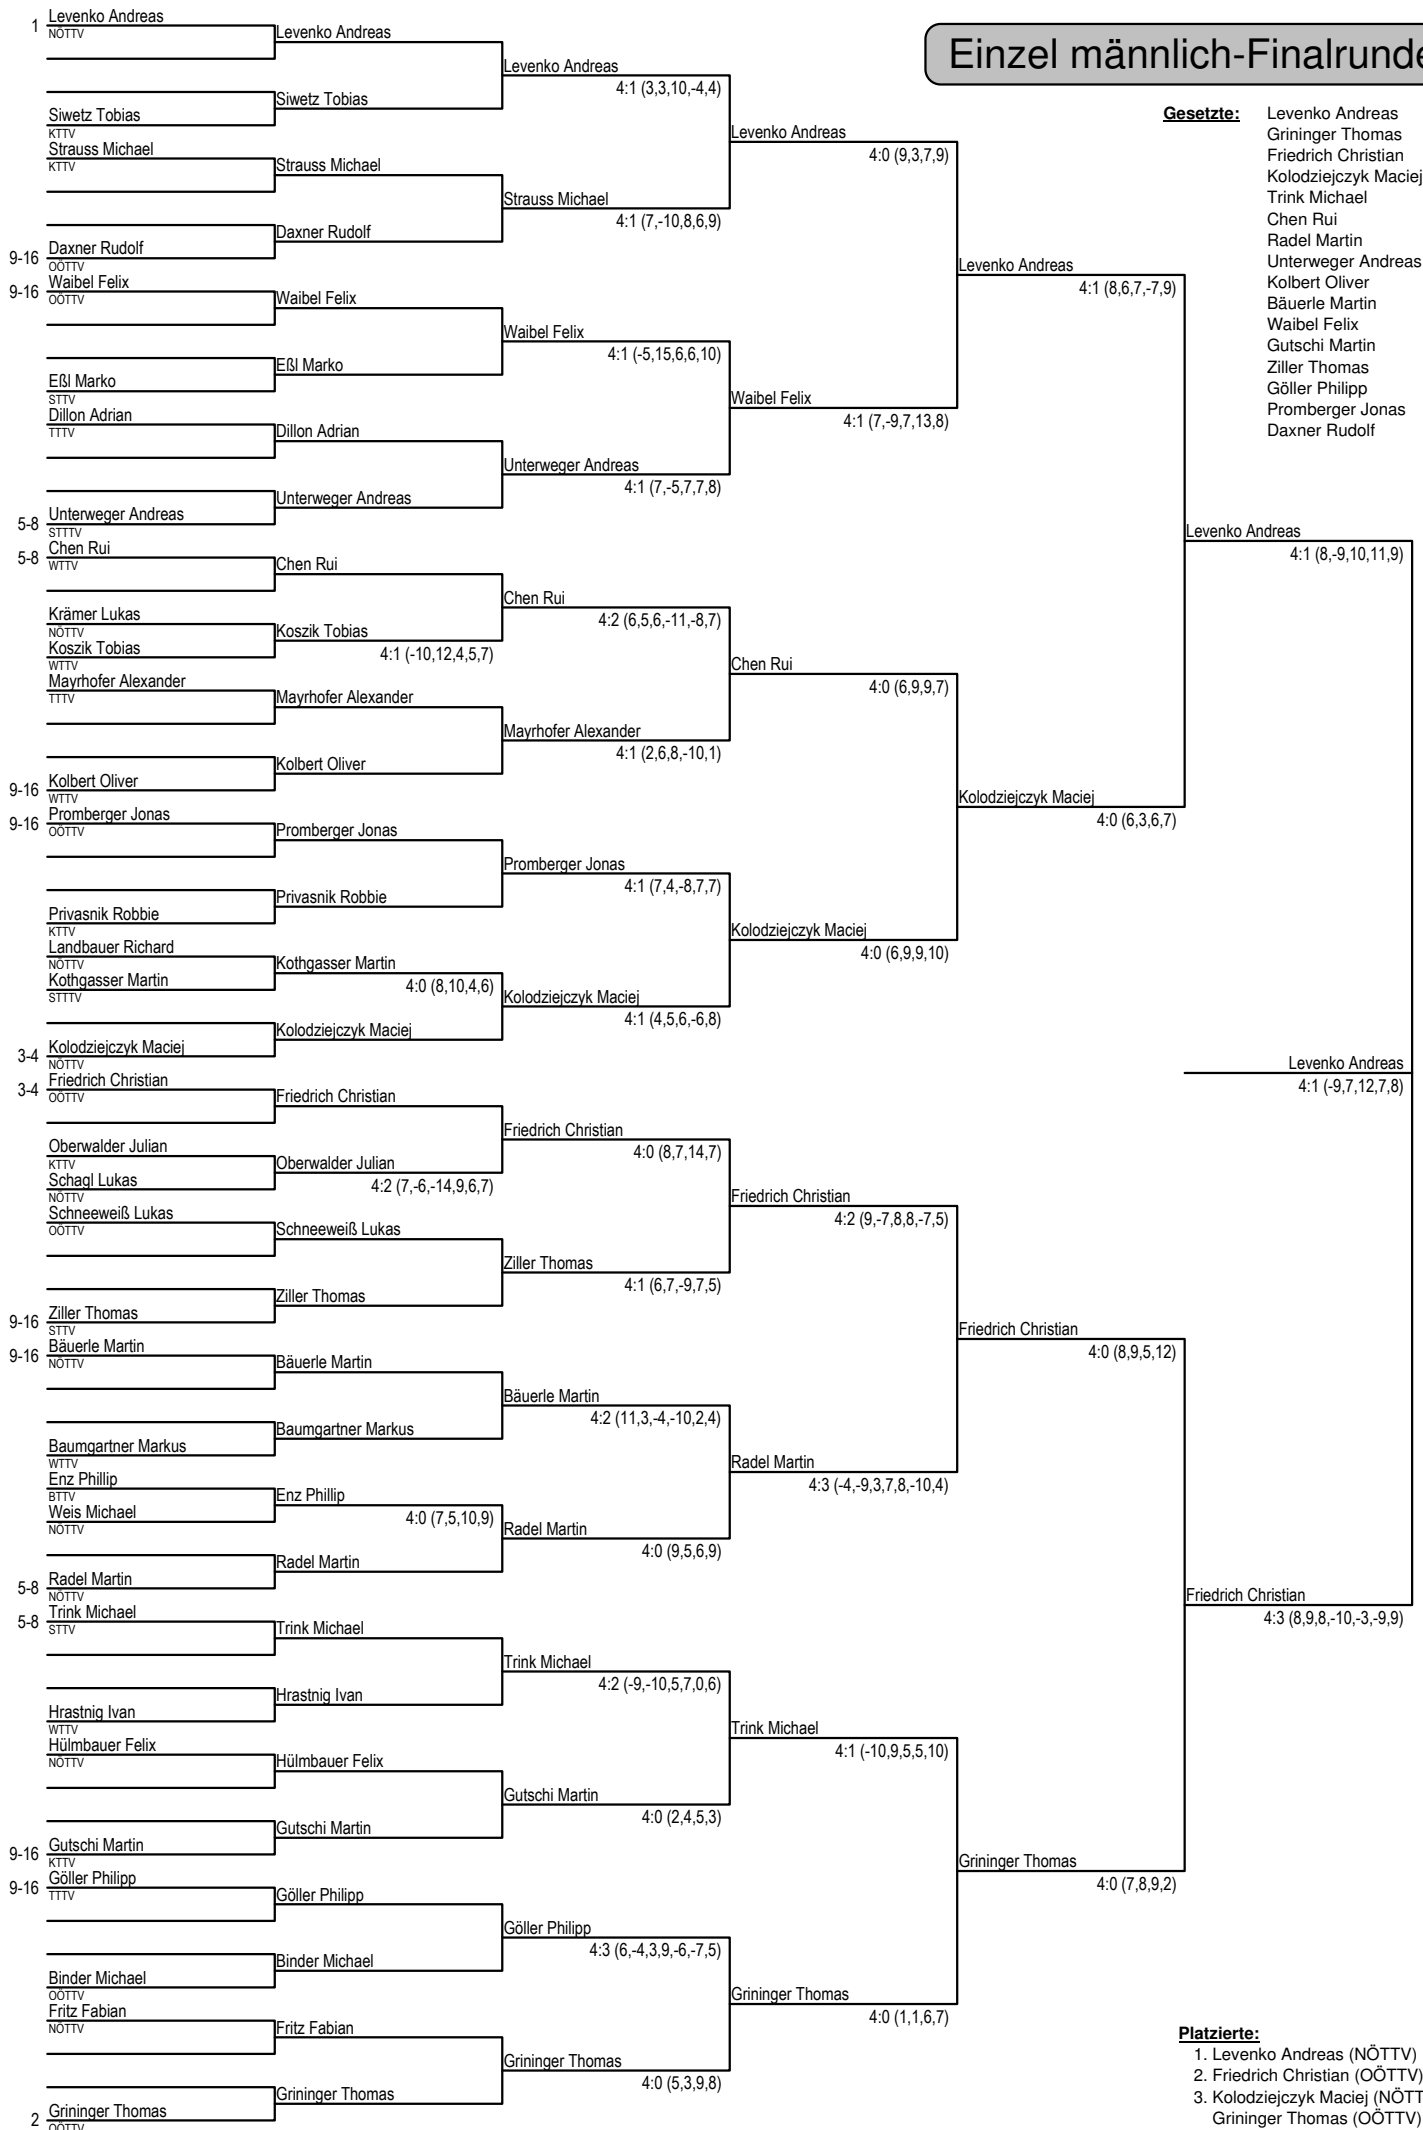 Einzel männlich-Finalrunde
Gesetzte:
Levenko Andreas
Grininger Thomas
Friedrich Christian
Kolodziejczyk Maciej
Trink Michael
Chen Rui
Radel Martin
Unterweger Andreas
Kolbert Oliver
Bäuerle Martin
Waibel Felix
Gutschi Martin
Ziller Thomas
Göller Philipp
Promberger Jonas
Daxner Rudolf
1 Levenko Andreas
NÖTTV
Siwetz Tobias
KTTV
Strauss Michael
KTTV
9-16 Daxner Rudolf
OÖTTV
9-16 Waibel Felix
OÖTTV
Eßl Marko
STTV
Dillon Adrian
TTTV
5-8 Unterweger Andreas
STTTV
5-8 Chen Rui
WTTV
Krämer Lukas
NÖTTV
Koszik Tobias
WTTV
Mayrhofer Alexander
TTTV
9-16 Kolbert Oliver
WTTV
9-16 Promberger Jonas
OÖTTV
Privasnik Robbie
KTTV
Landbauer Richard
NÖTTV
Kothgasser Martin
STTTV
3-4 Kolodziejczyk Maciej
NÖTTV
3-4 Friedrich Christian
OÖTTV
Oberwalder Julian
KTTV
Schagl Lukas
NÖTTV
Schneeweiß Lukas
OÖTTV
9-16 Ziller Thomas
STTV
9-16 Bäuerle Martin
NÖTTV
Baumgartner Markus
WTTV
Enz Phillip
BTTV
Weis Michael
NÖTTV
5-8 Radel Martin
NÖTTV
5-8 Trink Michael
STTV
Hrastnig Ivan
WTTV
Hülmbauer Felix
NÖTTV
9-16 Gutschi Martin
KTTV
9-16 Göller Philipp
TTTV
Binder Michael
OÖTTV
Fritz Fabian
NÖTTV
2 Grininger Thomas
OÖTTV
Levenko Andreas
Siwetz Tobias
Strauss Michael
Daxner Rudolf
Waibel Felix
Eßl Marko
Dillon Adrian
Unterweger Andreas
Chen Rui
Koszik Tobias
4:1 (-10,12,4,5,7)
Mayrhofer Alexander
Kolbert Oliver
Promberger Jonas
Privasnik Robbie
Kothgasser Martin
4:0 (8,10,4,6)
Kolodziejczyk Maciej
Friedrich Christian
Oberwalder Julian
4:2 (7,-6,-14,9,6,7)
Schneeweiß Lukas
Ziller Thomas
Bäuerle Martin
Baumgartner Markus
Enz Phillip
4:0 (7,5,10,9)
Radel Martin
Trink Michael
Hrastnig Ivan
Hülmbauer Felix
Gutschi Martin
Göller Philipp
Binder Michael
Fritz Fabian
Grininger Thomas
Levenko Andreas
4:1 (3,3,10,-4,4)
Strauss Michael
4:1 (7,-10,8,6,9)
Waibel Felix
4:1 (-5,15,6,6,10)
Unterweger Andreas
4:1 (7,-5,7,7,8)
Chen Rui
4:2 (6,5,6,-11,-8,7)
Mayrhofer Alexander
4:1 (2,6,8,-10,1)
Promberger Jonas
4:1 (7,4,-8,7,7)
Kolodziejczyk Maciej
4:1 (4,5,6,-6,8)
Friedrich Christian
4:0 (8,7,14,7)
Ziller Thomas
4:1 (6,7,-9,7,5)
Bäuerle Martin
4:2 (11,3,-4,-10,2,4)
Radel Martin
4:0 (9,5,6,9)
Trink Michael
4:2 (-9,-10,5,7,0,6)
Gutschi Martin
4:0 (2,4,5,3)
Göller Philipp
4:3 (6,-4,3,9,-6,-7,5)
Grininger Thomas
4:0 (5,3,9,8)
Levenko Andreas
4:0 (9,3,7,9)
Waibel Felix
4:1 (7,-9,7,13,8)
Chen Rui
4:0 (6,9,9,7)
Kolodziejczyk Maciej
4:0 (6,9,9,10)
Friedrich Christian
4:2 (9,-7,8,8,-7,5)
Radel Martin
4:3 (-4,-9,3,7,8,-10,4)
Trink Michael
4:1 (-10,9,5,5,10)
Grininger Thomas
4:0 (1,1,6,7)
Levenko Andreas
4:1 (8,6,7,-7,9)
Kolodziejczyk Maciej
4:0 (6,3,6,7)
Friedrich Christian
4:0 (8,9,5,12)
Grininger Thomas
4:0 (7,8,9,2)
Levenko Andreas
4:1 (8,-9,10,11,9)
Friedrich Christian
4:3 (8,9,8,-10,-3,-9,9)
Levenko Andreas
4:1 (-9,7,12,7,8)
Platzierte:
1. Levenko Andreas (NÖTTV)
2. Friedrich Christian (OÖTTV)
3. Kolodziejczyk Maciej (NÖTT
Grininger Thomas (OÖTTV)